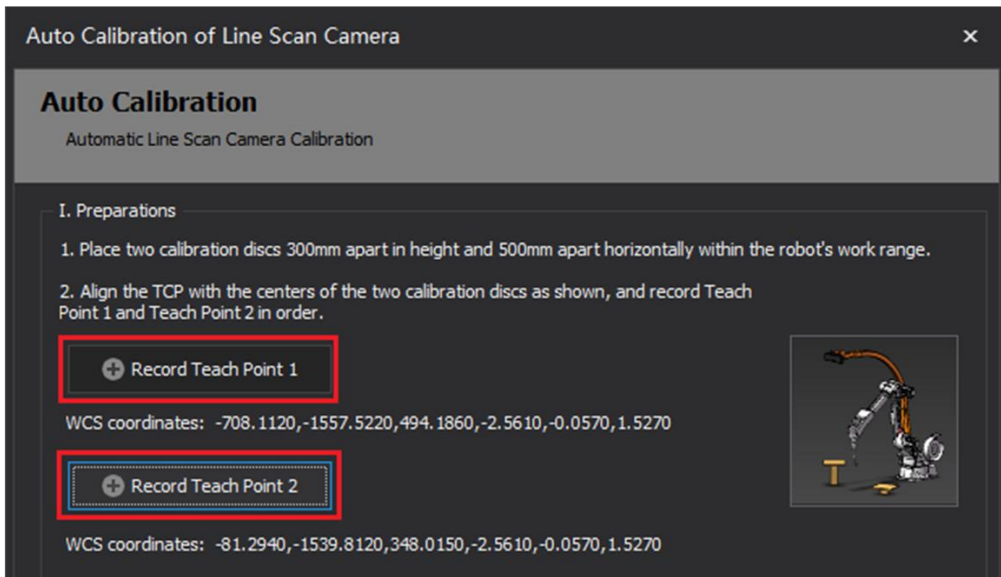 Auto Calibration of Line Scan Camera
Auto Calibration
Automatic Line Scan Camera Calibration
I. Preparations
1. Place two calibration discs 300mm apart in height and 500mm apart horizontally within the robot's work range.
2. Align the TCP with the centers of the two calibration discs as shown, and record Teach
Point 1 and Teach Point 2 in order.
Record Teach Point 1
WCS coordinates: -708.1120,-1557.5220,494.1860,-2.5610,-0.0570,1.5270
Record Teach Point 2
WCS coordinates: -81.2940,-1539.8120,348.0150,-2.5610,-0.0570,1.5270